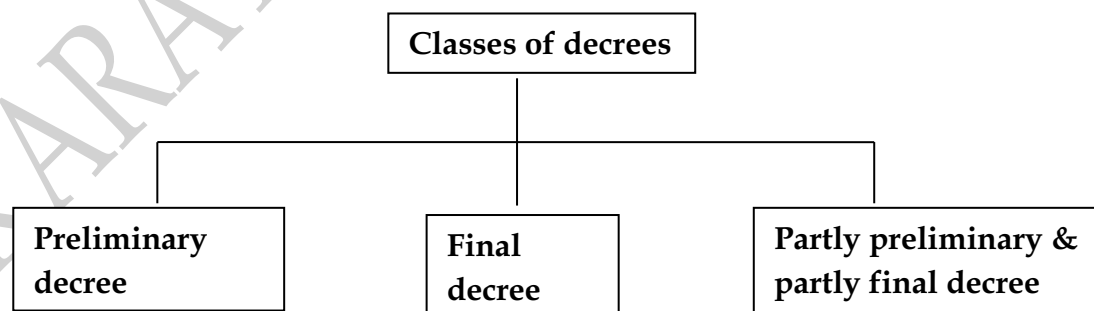 Classes of decrees
Preliminary
decree
Final
decree
Partly preliminary &
partly final decree